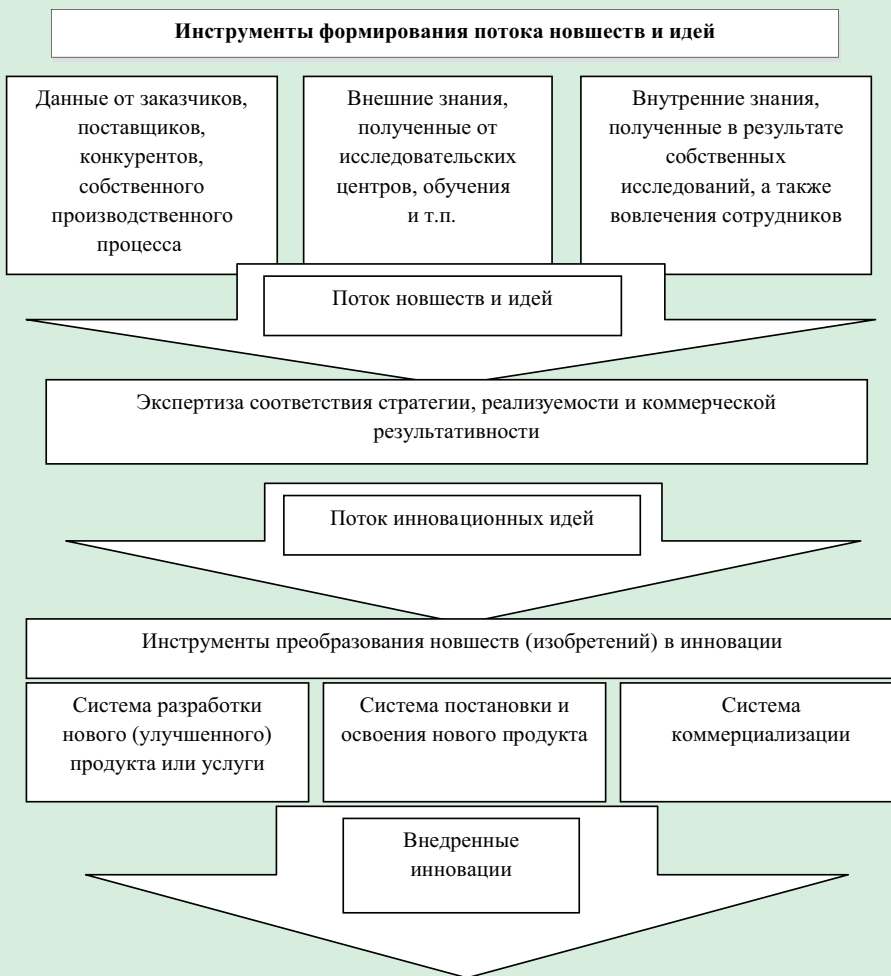 Инструменты формирования потока новшеств и идей
Данные от заказчиков,
поставщиков,
конкурентов,
собственного
производственного
процесса
Внешние знания,
полученные от
исследовательских
центров, обучения
и т.п.
Внутренние знания,
полученные в результате
собственных
исследований, а также
вовлечения сотрудников
Поток новшеств и идей
Экспертиза соответствия стратегии, реализуемости и коммерческой
результативности
Поток инновационных идей
Инструменты преобразования новшеств (изобретений) в инновации
Система разработки
нового (улучшенного)
продукта или услуги
Система постановки и
освоения нового продукта
Система
коммерциализации
Внедренные
инновации